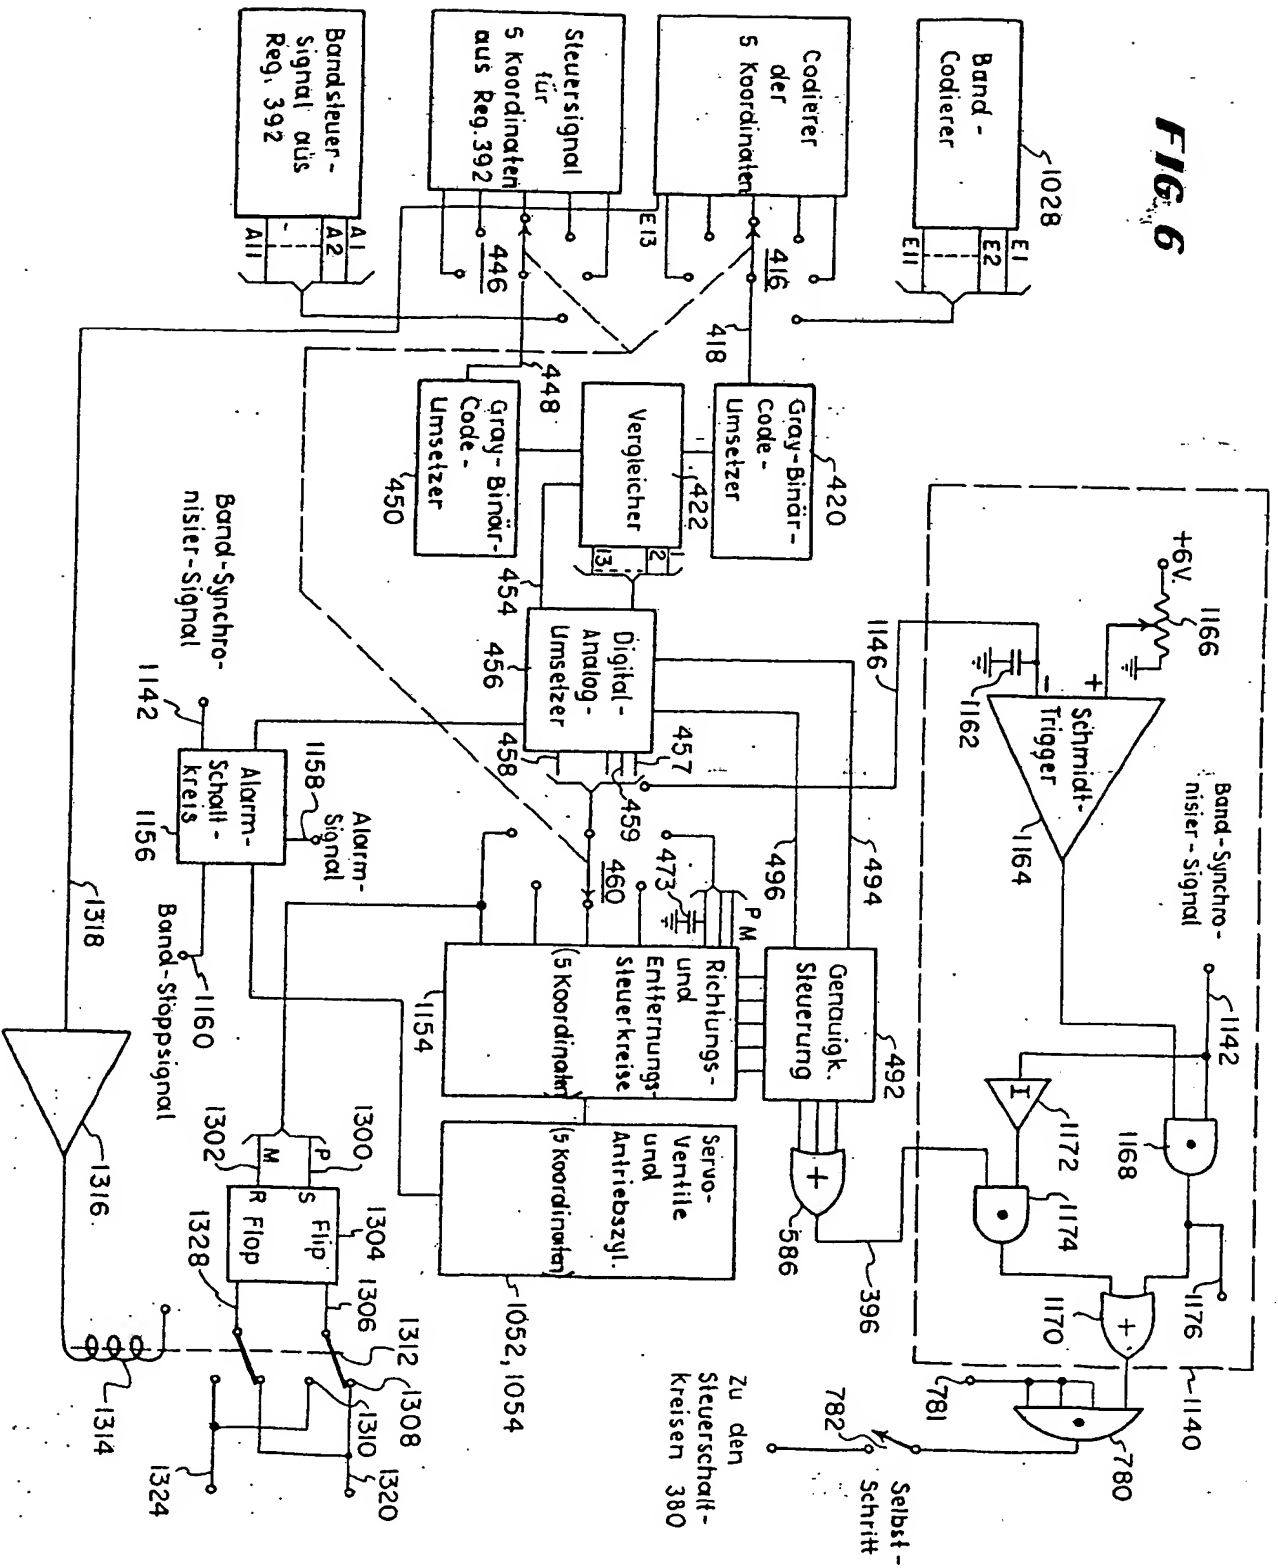 FIG 6
Band-
Codierer
1028
E1
E2
E11
Codierer
der
5 Koordinaten
E13
416
418
Steuersignal
für
5 Koordinaten
aus Reg. 392
446
448
Bandsteuer-
signal aus
Reg. 392
A1
A2
A11
Gray-Binär-
Code-
Umsetzer
420
Vergleicher
422
1
2
13
Gray-Binär-
Code-
Umsetzer
450
454
Digital-
Analog-
Umsetzer
456
457
459
458
460
494
496
1146
+6V.
1166
1162
-
+
Schmidt-
Trigger
1164
Band-Synchro-
nisier-Signal
1142
I
1172
1168
1174
1176
+
1170
1140
781
780
782
Selbst-
Schritt
Zu den
Steuerschalt-
kreisen 380
Genauigk.
Steuerung
492
+
586
396
473
P
M
Richtungs-
und
Entfernungs-
Steuerkreise
(5 Koordinaten)
1154
Servo-
Ventile
und
Antriebszyl.
(5 Koordinaten)
1052, 1054
Band-Synchro-
nisier-Signal
1142
Alarm-
Schalt-
kreis
1156
Alarm-
Signal
1158
1160
Band-Stoppsignal
P
M
1300
1302
S
R
Flip
Flop
1304
1306
1328
1312
1308
1310
1320
1324
1314
1316
1318